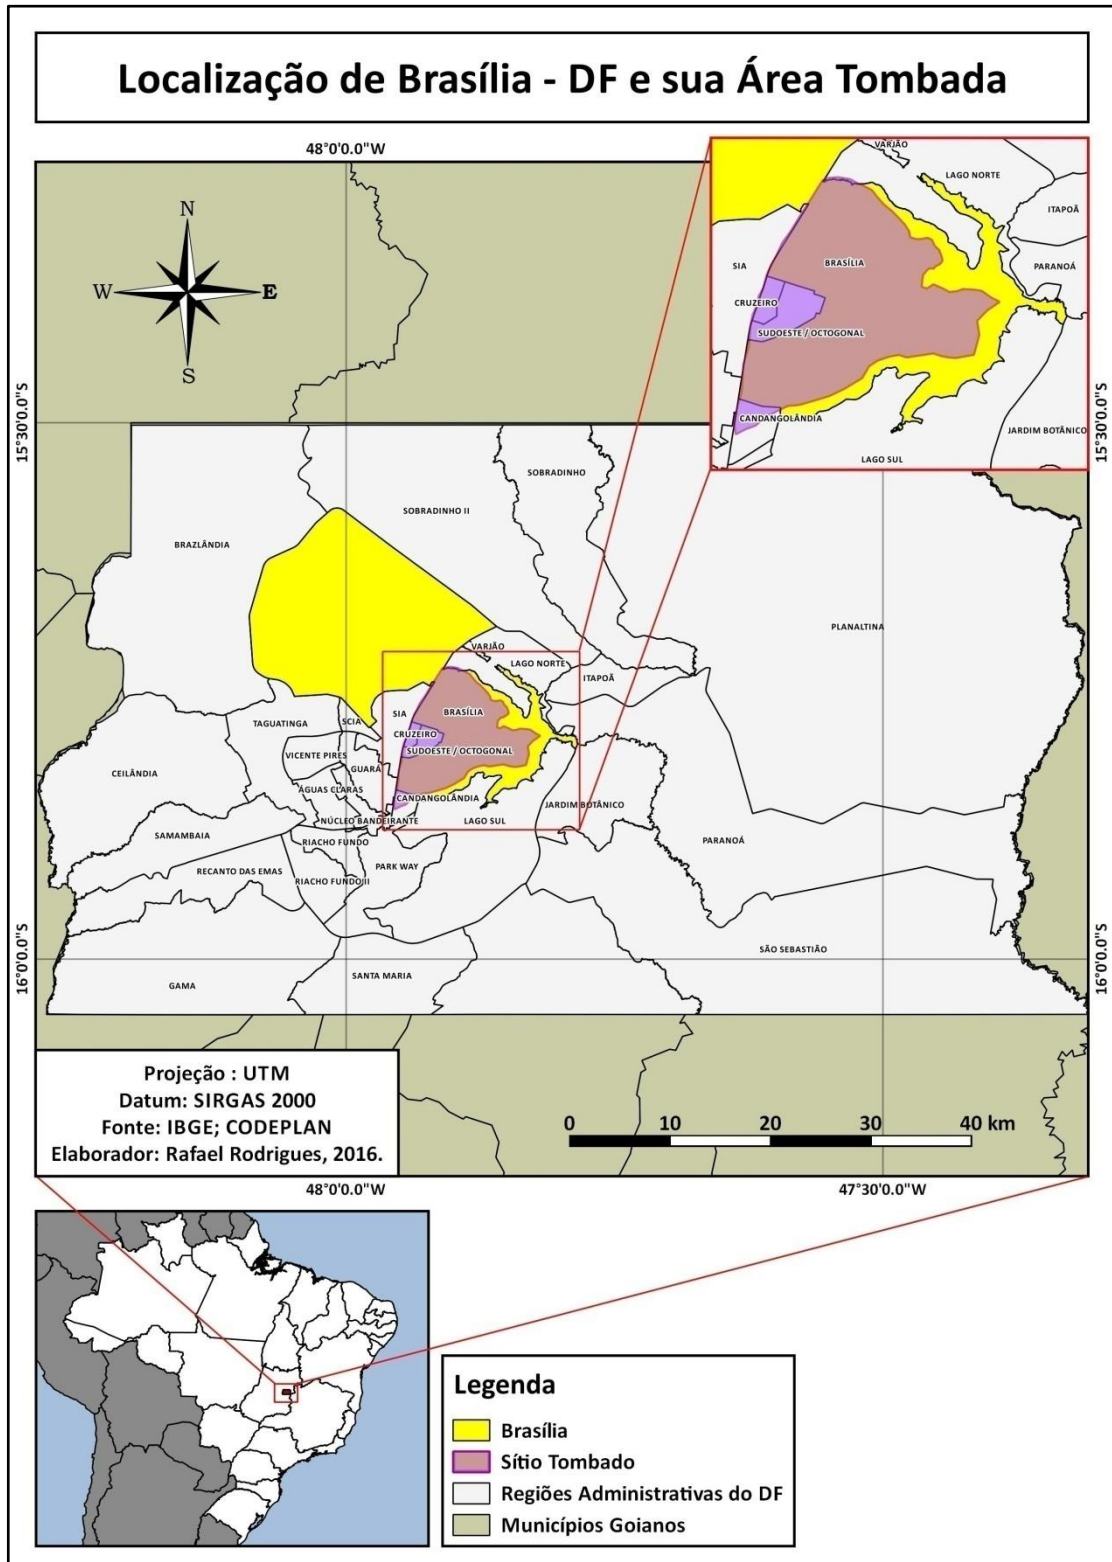 Localização de Brasília - DF e sua Área Tombada
48°0'0.0"W
N
W
E
S
15°30'0.0"S
15°30'0.0"S
VARJÃO
LAGO NORTE
ITAPOÃ
PARANOÁ
SIA
BRASÍLIA
CRUZEIRO
SUDOESTE / OCTOGONAL
CANDANGOLÂNDIA
JARDIM BOTÂNICO
LAGO SUL
SOBRADINHO
SOBRADINHO II
BRAZLÂNDIA
PLANALTINA
VARJÃO
LAGO NORTE
ITAPOÃ
SIA
BRASÍLIA
TAGUATINGA
SCIA
CRUZEIRO
SUDOESTE / OCTOGONAL
VICENTE PIRES
GUARÁ
CEILÂNDIA
ÁGUAS CLARAS
CANDANGOLÂNDIA
JARDIM BOTÂNICO
NÚCLEO BANDEIRANTE
LAGO SUL
SAMAMBAIA
RIACHO FUNDO
PARANOÁ
RECANTO DAS EMAS
PARK WAY
RIACHO FUNDO II
SÃO SEBASTIÃO
GAMA
SANTA MARIA
16°0'0.0"S
16°0'0.0"S
Projeção : UTM
Datum: SIRGAS 2000
Fonte: IBGE; CODEPLAN
Elaborador: Rafael Rodrigues, 2016.
0 10 20 30 40 km
48°0'0.0"W
47°30'0.0"W
Legenda
Brasília
Sítio Tombado
Regiões Administrativas do DF
Municípios Goianos